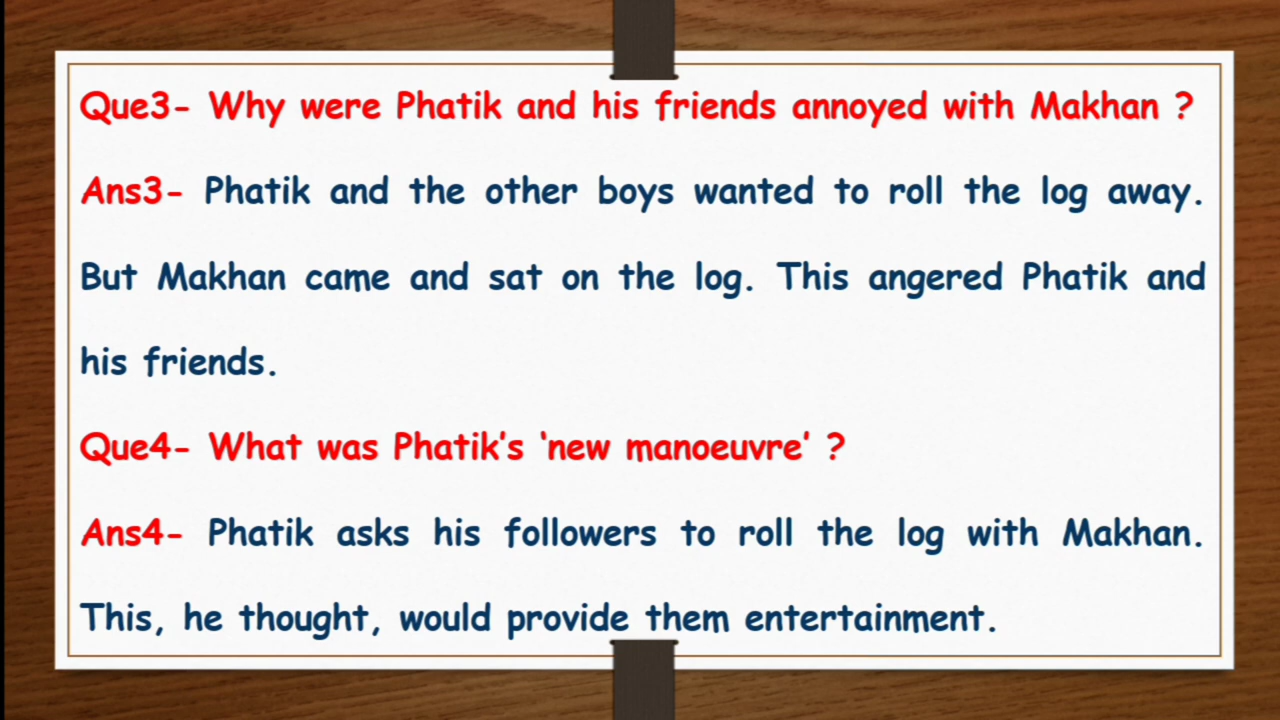 Que3- Why were Phatik and his friends annoyed with Makhan ?
Ans3- Phatik and the other boys wanted to roll the log away.
But Makhan came and sat on the log. This angered Phatik and
his friends.
Que4- What was Phatik's 'new manoeuvre' ?
Ans4- Phatik asks his followers to roll the log with Makhan.
This, he thought, would provide them entertainment.